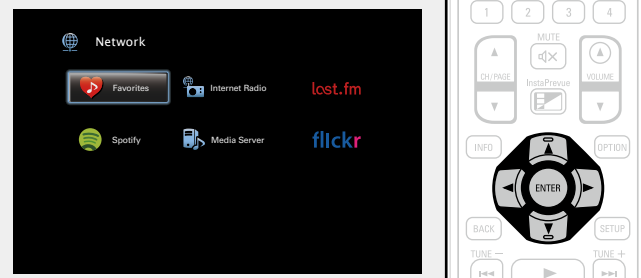 Network
Favorites Internet Radio lost.fm
Spotify Media Server flickr
1 2 3 4
MUTE
CH/PAGE InstaPrevue VOLUME
INFO OPTION
ENTER
BACK SETUP
TUNE – TUNE +